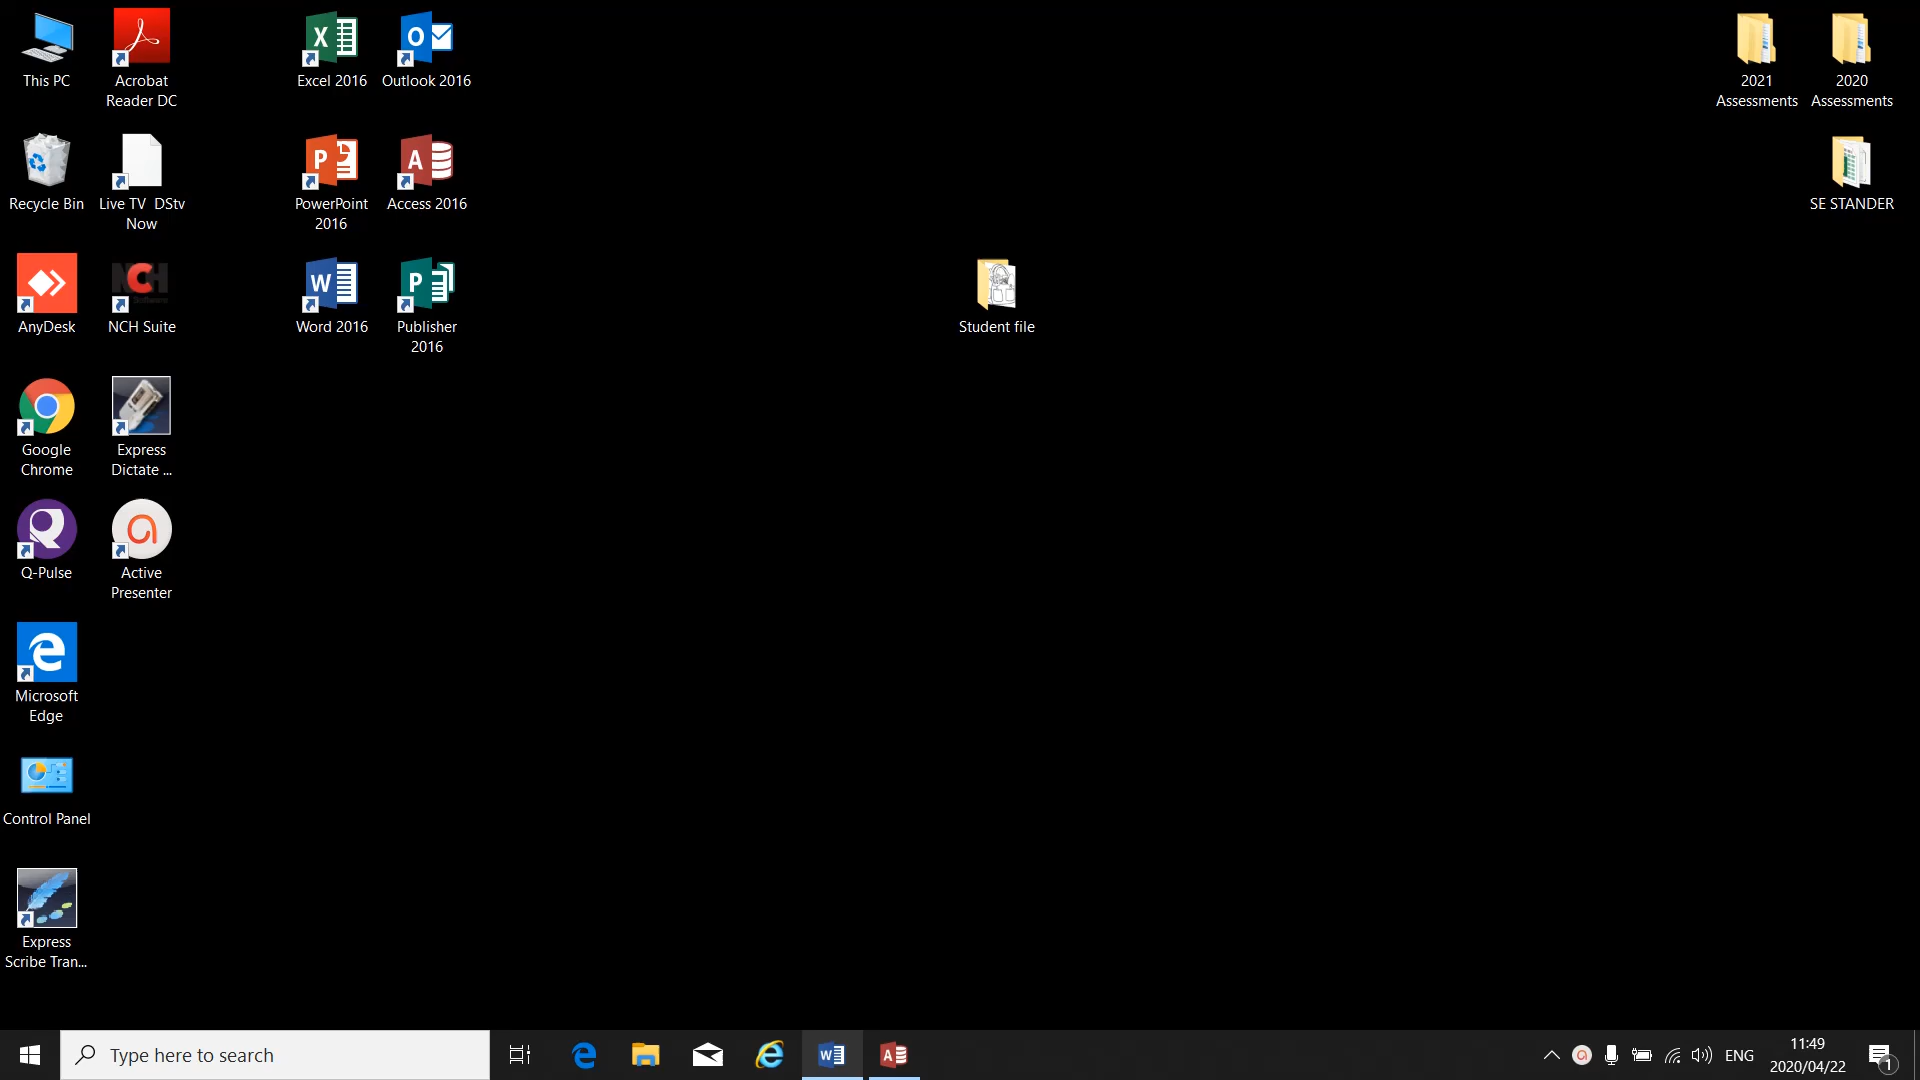 This PC
Acrobat
Reader DC
Excel 2016
Outlook 2016
2021
Assessments
2020
Assessments
Recycle Bin
Live TV  DStv
Now
PowerPoint
2016
Access 2016
SE STANDER
AnyDesk
NCH Suite
Word 2016
Publisher
2016
Student file
Google
Chrome
Express
Dictate ...
Q-Pulse
Active
Presenter
Microsoft
Edge
Control Panel
Express
Scribe Tran...
Type here to search
ENG
11:49
2020/04/22
1